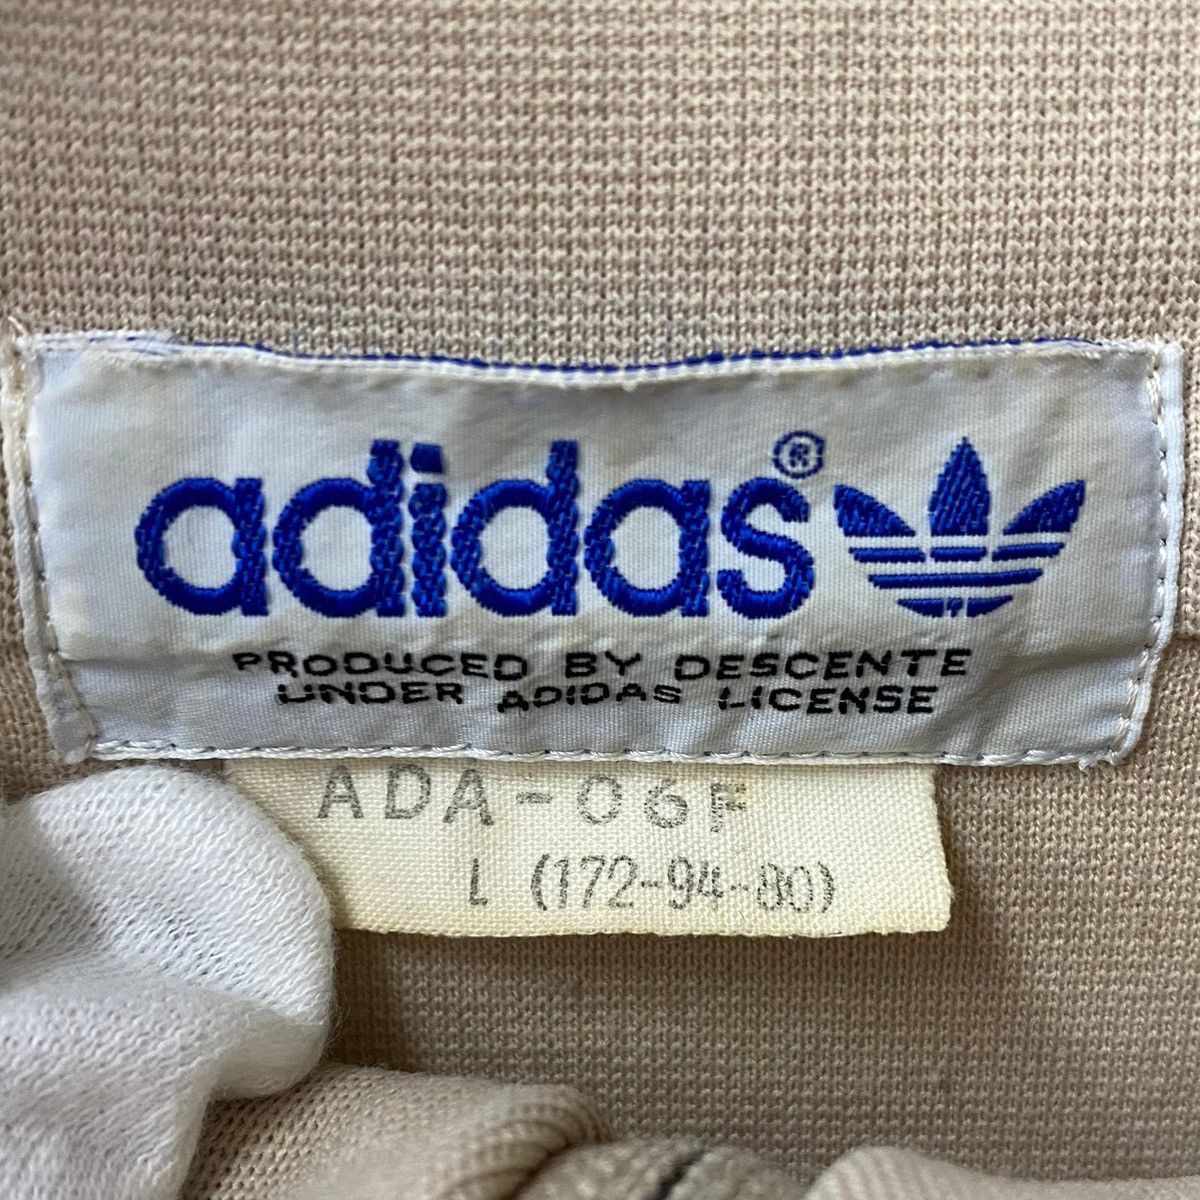 adidas®
PRODUCED BY DESCENTE
UNDER ADIDAS LICENSE
ADA-06F
L (172-94-80)